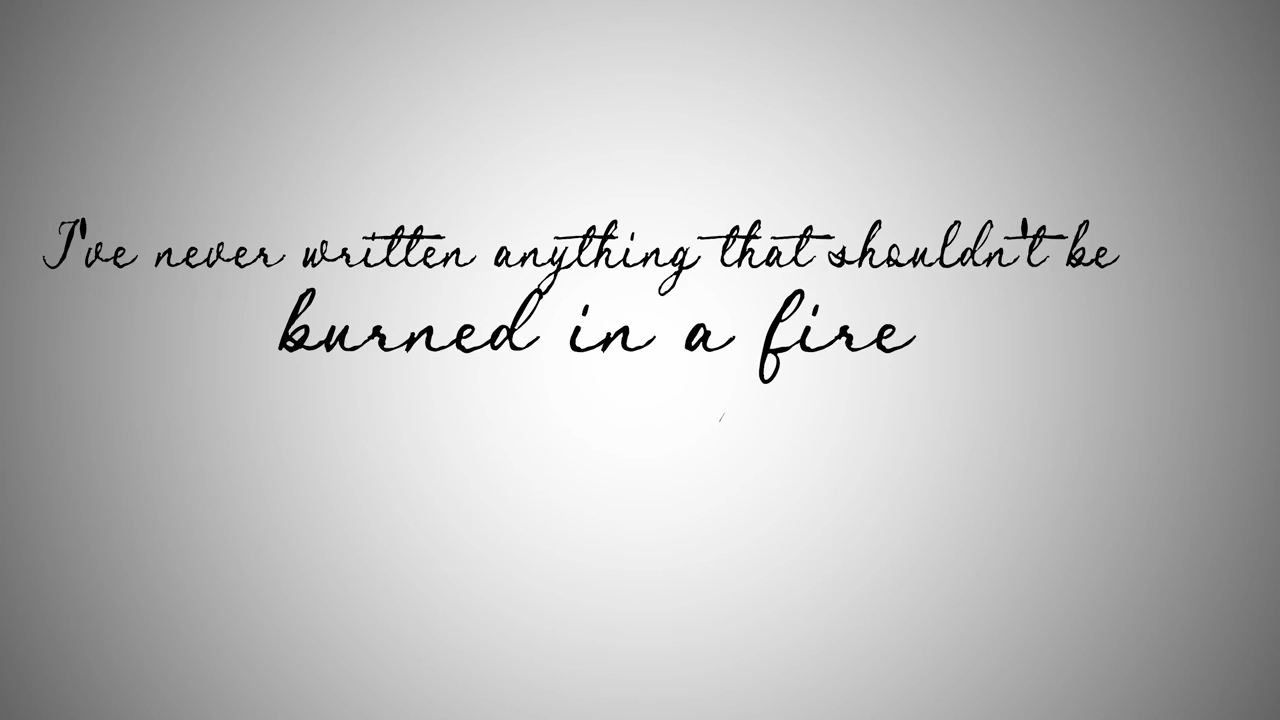 I've never written anything that shouldn't be
burned in a fire